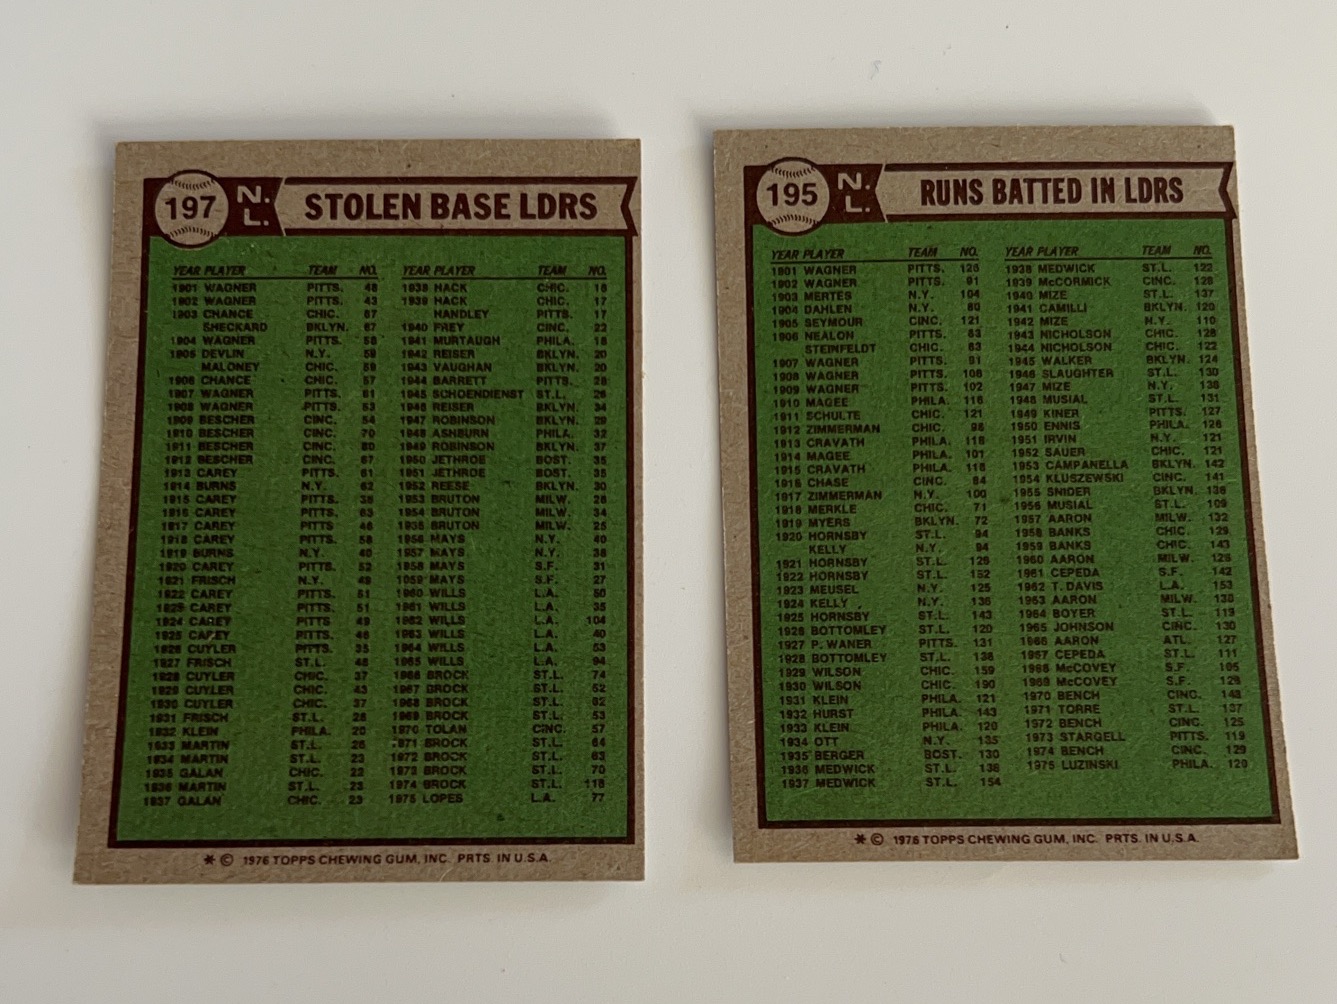 197
N.
L.
STOLEN BASE LDRS
YEAR PLAYER TEAM NO.
1901 WAGNER PITTS. 48
1902 WAGNER PITTS. 43
1903 CHANCE CHIC. 67
SHECKARD BKLYN. 67
1904 WAGNER PITTS.
1905 DEVLIN N.Y. 59
MALONEY CHIC. 59
1906 CHANCE CHIC. 57
1907 WAGNER PITTS. 61
1908 WAGNER PITTS. 53
1909 BESCHER CINC. 54
1910 BESCHER CINC. 70
1911 BESCHER CINC. 80
1912 BESCHER CINC. 67
1913 CAREY PITTS. 61
1914 BURNS N.Y. 62
1915 CAREY PITTS. 36
1916 CAREY PITTS. 63
1917 CAREY PITTS 46
1918 CAREY PITTS. 58
1919 BURNS N.Y. 40
1920 CAREY PITTS. 52
1921 FRISCH N.Y. 49
1922 CAREY PITTS. 51
CAREY PITTS. 51
1924 CAREY PITTS. 49
1925 CAREY PITTS. 46
1926 CUYLER PITTS. 35
1927 FRISCH ST.L. 48
1928 CUYLER CHIC. 37
1929 CUYLER CHIC. 43
1930 CUYLER CHIC. 37
1931 FRISCH ST.L. 28
1932 KLEIN PHILA. 20
1933 MARTIN ST.L. 26
1934 MARTIN ST.L. 23
1935 GALAN CHIC. 22
1936 MARTIN ST.L. 23
1937 GALAN CHIC. 23
YEAR PLAYER TEAM NO.
1938 HACK CHIC. 16
1939 HACK CHIC. 17
HANDLEY PITTS. 17
1940 FREY CINC. 22
1941 MURTAUGH PHILA. 18
1942 REISER BKLYN. 20
1943 VAUGHAN BKLYN. 20
1944 BARRETT PITTS. 28
1945 SCHOENDIENST ST.L. 26
1946 REISER BKLYN. 34
1947 ROBINSON BKLYN. 29
1948 ASHBURN PHILA. 32
1949 ROBINSON BKLYN. 37
1950 JETHROE BOST. 35
1951 JETHROE BOST. 35
1952 REESE BKLYN. 30
1953 BRUTON MILW. 26
1954 BRUTON MILW. 34
BRUTON MILW. 25
1956 MAYS N.Y. 40
1957 MAYS N.Y. 38
1958 MAYS S.F. 31
MAYS S.F. 27
1960 WILLS L.A. 50
1961 WILLS L.A. 35
1962 WILLS L.A. 104
1963 WILLS L.A. 40
1964 WILLS L.A. 53
1965 WILLS L.A. 94
1966 BROCK ST.L. 74
1967 BROCK ST.L. 52
1968 BROCK ST.L. 62
1969 BROCK ST.L. 53
1970 TOLAN CINC. 57
1971 BROCK ST.L. 64
1972 BROCK ST.L. 63
1973 BROCK ST.L. 70
1974 BROCK ST.L. 118
1975 LOPES L.A. 77
* © 1976 TOPPS CHEWING GUM, INC. PRTS. IN U.S.A.
195
N.
L.
RUNS BATTED IN LDRS
YEAR PLAYER TEAM NO.
1901 WAGNER PITTS. 126
1902 WAGNER PITTS. 91
1903 MERTES N.Y. 104
1904 DAHLEN N.Y. 80
1905 SEYMOUR CINC. 121
1906 NEALON PITTS. 83
STEINFELDT CHIC. 83
1907 WAGNER PITTS. 91
1908 WAGNER PITTS. 106
1909 WAGNER PITTS. 102
1910 MAGEE PHILA. 116
1911 SCHULTE CHIC. 121
1912 ZIMMERMAN CHIC. 98
1913 CRAVATH PHILA. 118
1914 MAGEE PHILA. 101
1915 CRAVATH PHILA. 118
1916 CHASE CINC. 84
1917 ZIMMERMAN N.Y. 100
1918 MERKLE CHIC. 71
1919 MYERS BKLYN. 72
1920 HORNSBY ST.L. 94
KELLY N.Y. 94
1921 HORNSBY ST.L. 126
1922 HORNSBY ST.L. 152
1923 MEUSEL N.Y. 125
1924 KELLY N.Y. 136
1925 HORNSBY ST.L. 143
1926 BOTTOMLEY ST.L. 120
1927 P. WANER PITTS. 131
1928 BOTTOMLEY ST.L. 136
1929 WILSON CHIC. 159
1930 WILSON CHIC. 190
1931 KLEIN PHILA. 121
1932 HURST PHILA. 143
1933 KLEIN PHILA. 120
1934 OTT N.Y. 135
1935 BERGER BOST. 130
1936 MEDWICK ST.L. 138
1937 MEDWICK ST.L. 154
YEAR PLAYER TEAM NO.
1938 MEDWICK ST.L. 122
1939 McCORMICK CINC. 128
1940 MIZE ST.L. 137
1941 CAMILLI BKLYN. 120
1942 MIZE N.Y. 110
1943 NICHOLSON CHIC. 128
1944 NICHOLSON CHIC. 122
1945 WALKER BKLYN. 124
1946 SLAUGHTER ST.L. 130
1947 MIZE N.Y. 138
1948 MUSIAL ST.L. 131
1949 KINER PITTS. 127
1950 ENNIS PHILA. 126
1951 IRVIN N.Y. 121
1952 SAUER CHIC. 121
1953 CAMPANELLA BKLYN. 142
1954 KLUSZEWSKI CINC. 141
1955 SNIDER BKLYN. 136
1956 MUSIAL ST.L. 109
1957 AARON MILW. 132
1958 BANKS CHIC. 129
1959 BANKS CHIC. 143
1960 AARON MILW. 126
1961 CEPEDA S.F. 142
1962 T. DAVIS L.A. 153
1963 AARON MILW. 130
1964 BOYER ST.L. 119
1965 JOHNSON CINC. 130
1966 AARON ATL. 127
1967 CEPEDA ST.L. 111
1968 McCOVEY S.F. 105
1969 McCOVEY S.F. 126
1970 BENCH CINC. 148
1971 TORRE ST.L. 137
1972 BENCH CINC. 125
1973 STARGELL PITTS. 119
1974 BENCH CINC. 129
1975 LUZINSKI PHILA. 120
* © 1976 TOPPS CHEWING GUM, INC. PRTS. IN U.S.A.